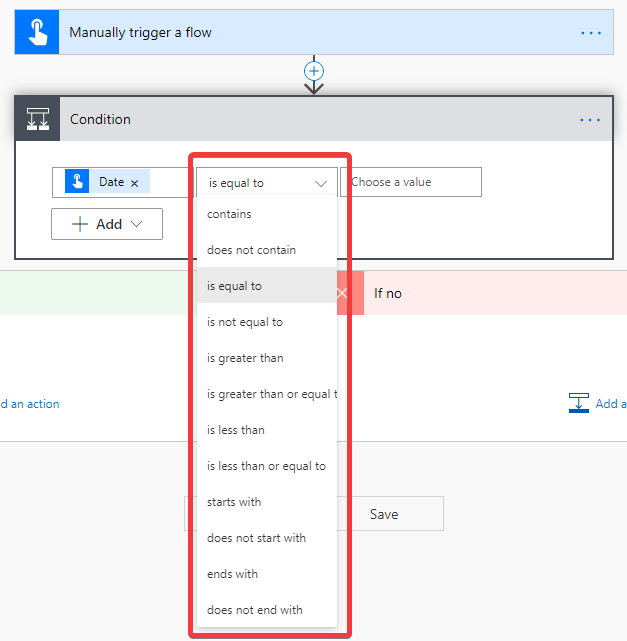 Manually trigger a flow
Condition
Date × is equal to Choose a value
Add
contains
does not contain
is equal to
If no
is not equal to
is greater than
is greater than or equal t
d an action
Add a
is less than
is less than or equal to
starts with
Save
does not start with
ends with
does not end with